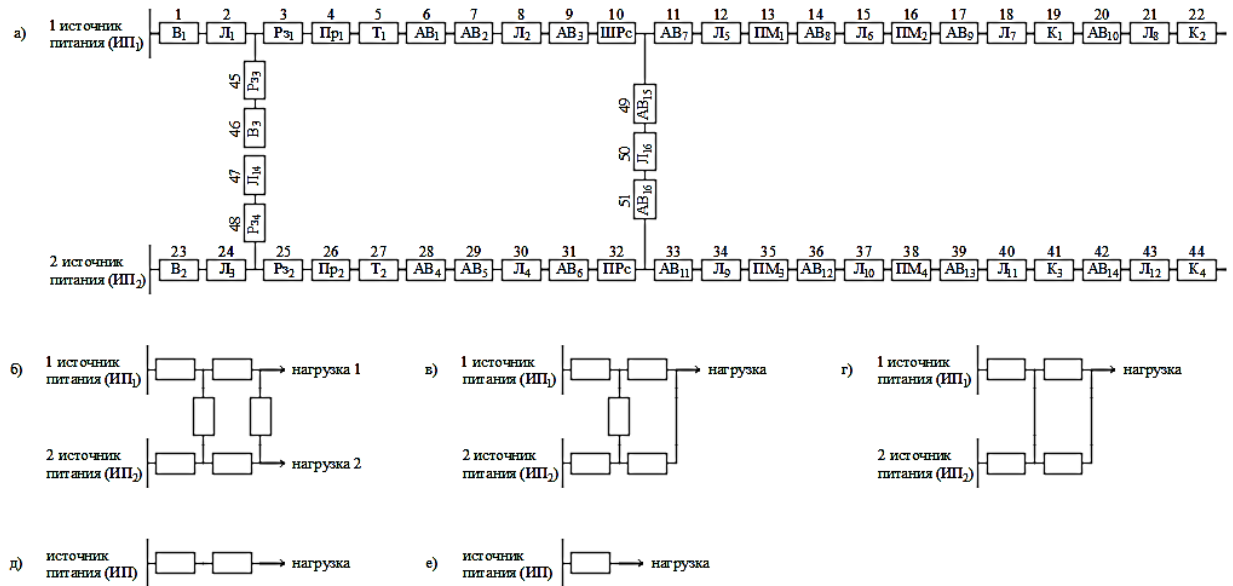 1 2 3 4 5 6 7 8 9 10 11 12 13 14 15 16 17 18 19 20 21 22
а) 1 источник
питания (ИП₁)
В₁ Л₁ Рз₁ Пр₁ Т₁ АВ₁ АВ₂ Л₂ АВ₃ ШРс АВ₇ Л₅ ПМ₁ АВ₈ Л₆ ПМ₂ АВ₉ Л₇ К₁ АВ₁₀ Л₈ К₂
45 Рз₃
46 В₃
47 Л₁₄
48 Рз₄
49 АВ₁₅
50 Л₁₆
51 АВ₁₆
23 24 25 26 27 28 29 30 31 32 33 34 35 36 37 38 39 40 41 42 43 44
2 источник
питания (ИП₂)
В₂ Л₃ Рз₂ Пр₂ Т₂ АВ₄ АВ₅ Л₄ АВ₆ ПРс АВ₁₁ Л₉ ПМ₃ АВ₁₂ Л₁₀ ПМ₄ АВ₁₃ Л₁₁ К₃ АВ₁₄ Л₁₂ К₄
б) 1 источник
питания (ИП₁)
нагрузка 1
2 источник
питания (ИП₂)
нагрузка 2
в) 1 источник
питания (ИП₁)
нагрузка
2 источник
питания (ИП₂)
г) 1 источник
питания (ИП₁)
нагрузка
2 источник
питания (ИП₂)
д) источник
питания (ИП)
нагрузка
е) источник
питания (ИП)
нагрузка